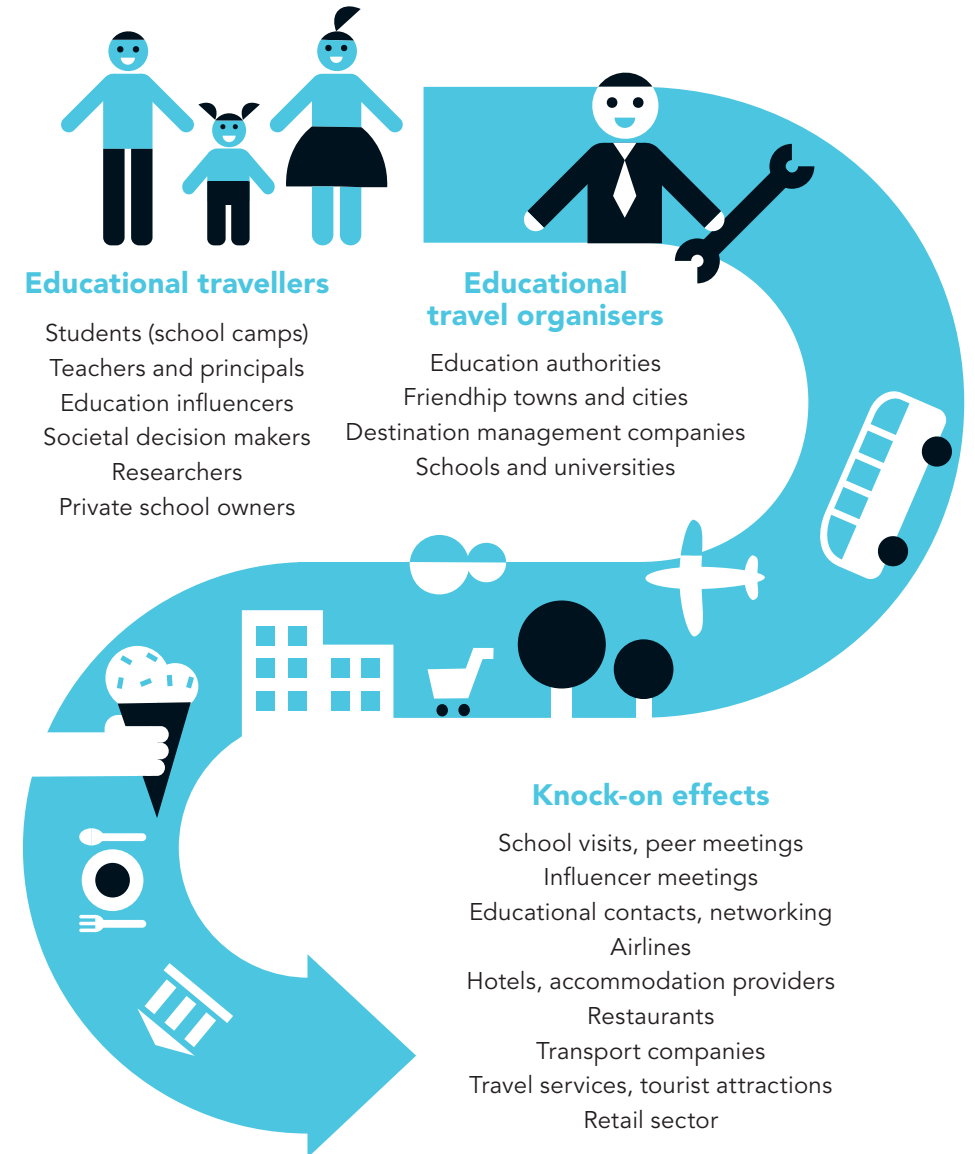 Educational travellers
Students (school camps)
Teachers and principals
Education influencers
Societal decision makers
Researchers
Private school owners
Educational
travel organisers
Education authorities
Friendhip towns and cities
Destination management companies
Schools and universities
Knock-on effects
School visits, peer meetings
Influencer meetings
Educational contacts, networking
Airlines
Hotels, accommodation providers
Restaurants
Transport companies
Travel services, tourist attractions
Retail sector